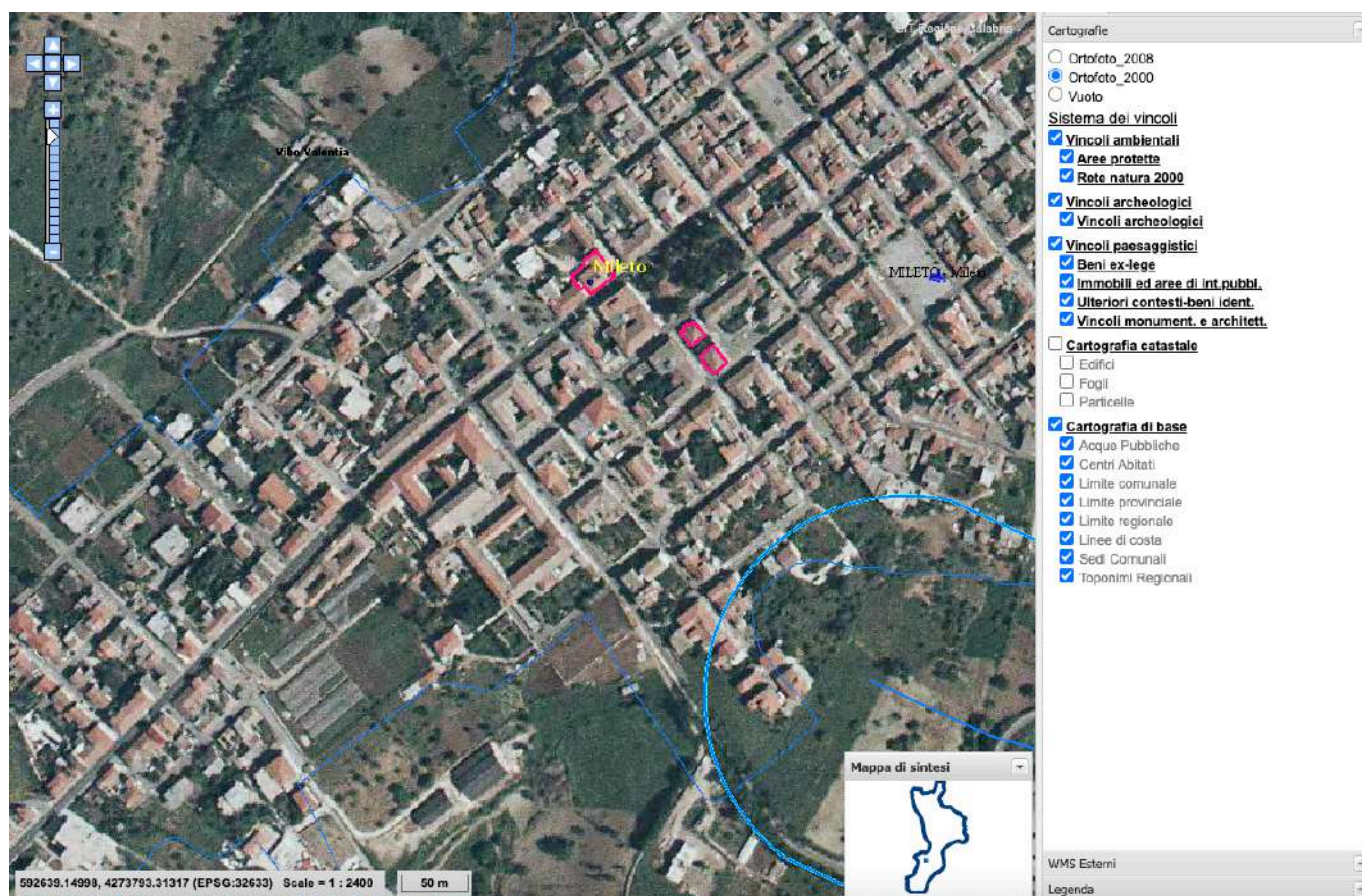 SIT Regione Calabria
Vibo Valentia
Mileto
MILETO - Mileto
592639.14998, 4273793.31317 (EPSG:32633) Scale = 1 : 2400
50 m
Mappa di sintesi
Cartografie
Ortofoto_2008
Ortofoto_2000
Vuoto
Sistema dei vincoli
Vincoli ambientali
Aree protette
Rete natura 2000
Vincoli archeologici
Vincoli archeologici
Vincoli paesaggistici
Beni ex-lege
Immobili ed aree di int.pubbl.
Ulteriori contesti-beni ident.
Vincoli monument. e architett.
Cartografia catastale
Edifici
Fogli
Particelle
Cartografia di base
Acque Pubbliche
Centri Abitati
Limite comunale
Limite provinciale
Limite regionale
Linee di costa
Sedi Comunali
Toponimi Regionali
WMS Esterni
Legenda